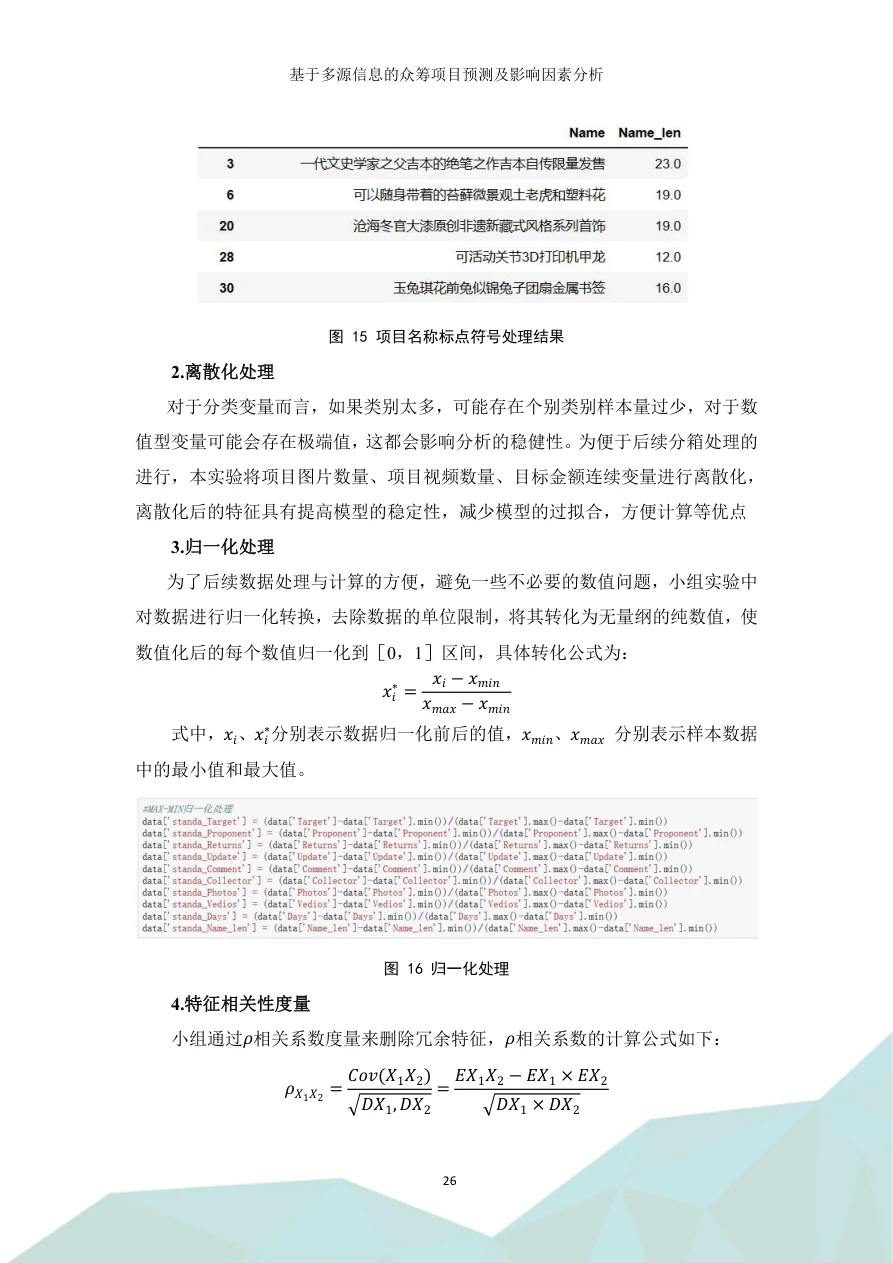 基于多源信息的众筹项目预测及影响因素分析
Name Name_len
3 一代文史学家之父吉本的绝笔之作吉本自传限量发售 23.0
6 可以随身带着的苔藓微景观土老虎和塑料花 19.0
20 沧海冬官大漆原创非遗新藏式风格系列首饰 19.0
28 可活动关节3D打印机甲龙 12.0
30 玉兔琪花前兔似锦兔子团扇金属书签 16.0
图 15 项目名称标点符号处理结果
2.离散化处理
对于分类变量而言，如果类别太多，可能存在个别类别样本量过少，对于数
值型变量可能会存在极端值，这都会影响分析的稳健性。为便于后续分箱处理的
进行，本实验将项目图片数量、项目视频数量、目标金额连续变量进行离散化，
离散化后的特征具有提高模型的稳定性，减少模型的过拟合，方便计算等优点
3.归一化处理
为了后续数据处理与计算的方便，避免一些不必要的数值问题，小组实验中
对数据进行归一化转换，去除数据的单位限制，将其转化为无量纲的纯数值，使
数值化后的每个数值归一化到［0，1］区间，具体转化公式为：
x_i^* = (x_i − x_min) / (x_max − x_min)
式中，x_i、x_i^*分别表示数据归一化前后的值，x_min、x_max 分别表示样本数据
中的最小值和最大值。
#MAX-MIN归一化处理
data['standa_Target'] = (data['Target']-data['Target'].min())/(data['Target'].max()-data['Target'].min())
data['standa_Proponent'] = (data['Proponent']-data['Proponent'].min())/(data['Proponent'].max()-data['Proponent'].min())
data['standa_Returns'] = (data['Returns']-data['Returns'].min())/(data['Returns'].max()-data['Returns'].min())
data['standa_Update'] = (data['Update']-data['Update'].min())/(data['Update'].max()-data['Update'].min())
data['standa_Comment'] = (data['Comment']-data['Comment'].min())/(data['Comment'].max()-data['Comment'].min())
data['standa_Collector'] = (data['Collector']-data['Collector'].min())/(data['Collector'].max()-data['Collector'].min())
data['standa_Photos'] = (data['Photos']-data['Photos'].min())/(data['Photos'].max()-data['Photos'].min())
data['standa_Vedios'] = (data['Vedios']-data['Vedios'].min())/(data['Vedios'].max()-data['Vedios'].min())
data['standa_Days'] = (data['Days']-data['Days'].min())/(data['Days'].max()-data['Days'].min())
data['standa_Name_len'] = (data['Name_len']-data['Name_len'].min())/(data['Name_len'].max()-data['Name_len'].min())
图 16 归一化处理
4.特征相关性度量
小组通过ρ相关系数度量来删除冗余特征，ρ相关系数的计算公式如下：
ρ_{X₁X₂} = Cov(X₁X₂) / √(DX₁, DX₂) = (EX₁X₂ − EX₁ × EX₂) / √(DX₁ × DX₂)
26